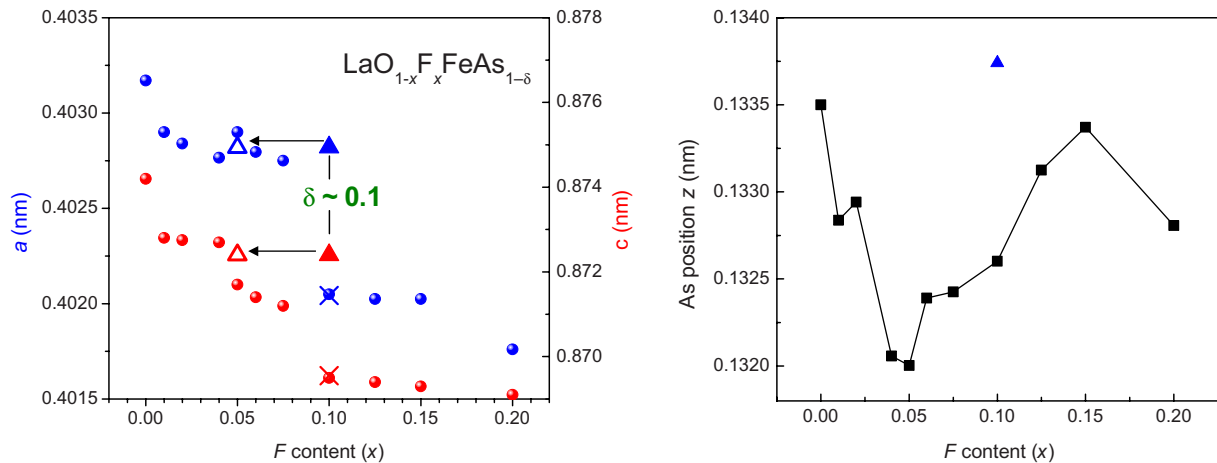 LaO1-xFxFeAs1–δ
δ ~ 0.1
a (nm)
0.4035
0.4030
0.4025
0.4020
0.4015
c (nm)
0.878
0.876
0.874
0.872
0.870
0.00 0.05 0.10 0.15 0.20
F content (x)
As position z (nm)
0.1340
0.1335
0.1330
0.1325
0.1320
0.00 0.05 0.10 0.15 0.20
F content (x)